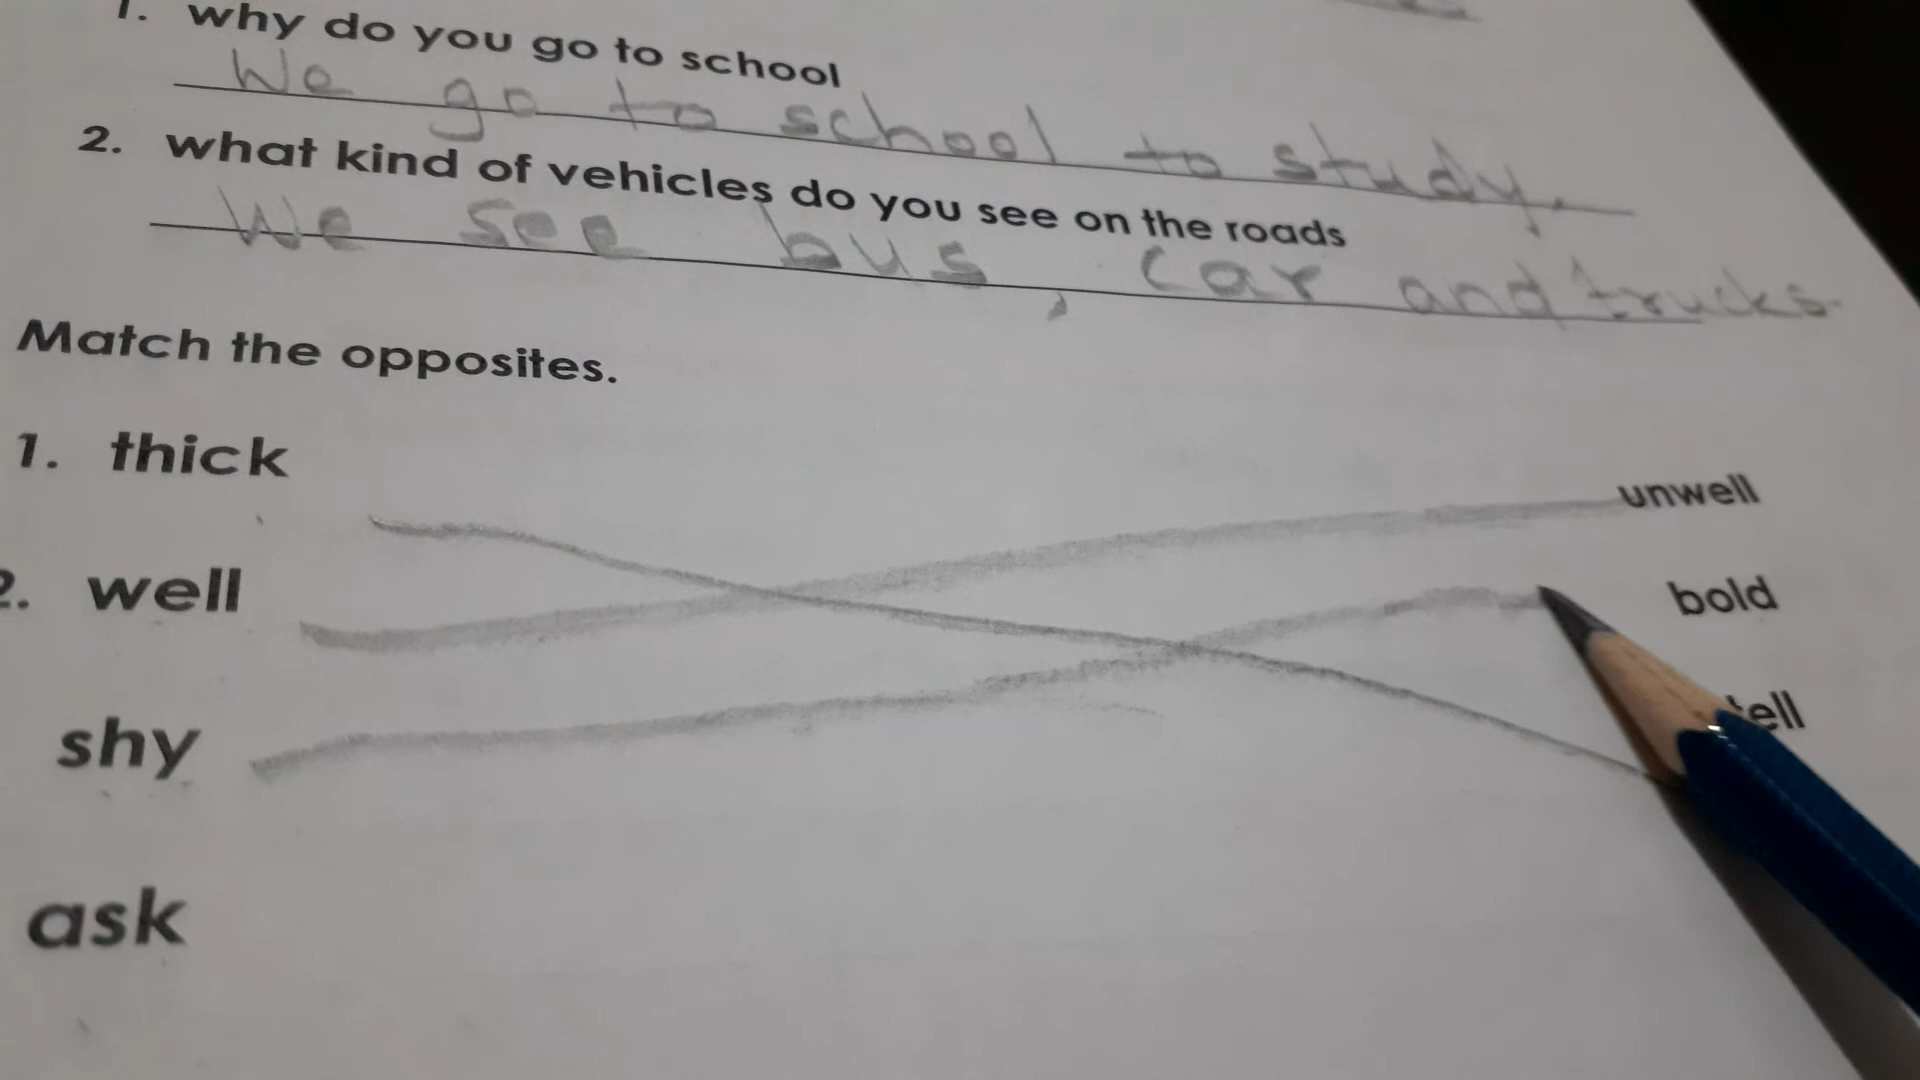 1. why do you go to school
We go to school to study.
2. what kind of vehicles do you see on the roads
We see bus, car and trucks.
Match the opposites.
1. thick
unwell
2. well
bold
shy
tell
ask